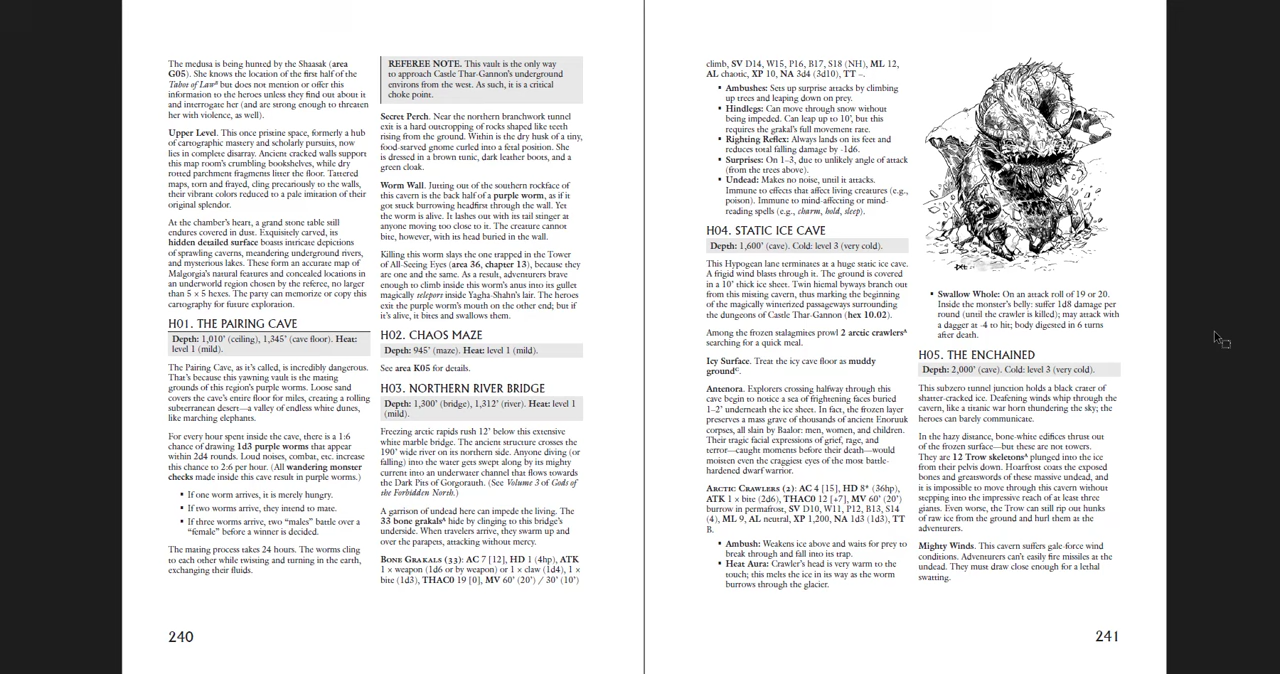 The medusa is being hunted by the Shaasak (area
G05). She knows the location of the first half of the
Tabot of Law but does not mention or offer this
information to the heroes unless they find out about it
and interrogate her (and are strong enough to threaten
her with violence, as well).
Upper Level. This once pristine space, formerly a hub
of cartographic mastery and scholarly pursuits, now
lies in complete disarray. Ancient cracked walls support
this map room's crumbling bookshelves, while dry
rotted parchment fragments litter the floor. Tattered
maps, torn and frayed, cling precariously to the walls,
their vibrant colors reduced to a pale imitation of their
original splendor.
At the chamber's heart, a grand stone table still
endures covered in dust. Exquisitely carved, its
hidden detailed surface boasts intricate depictions
of sprawling caverns, meandering underground rivers,
and mysterious lakes. These form an accurate map of
Malgorgia's natural features and concealed locations in
an underworld region chosen by the referee, no larger
than 5 × 5 hexes. The party can memorize or copy this
cartography for future exploration.
H01. THE PAIRING CAVE
Depth: 1,010' (ceiling), 1,345' (cave floor). Heat:
level 1 (mild).
The Pairing Cave, as it's called, is incredibly dangerous.
That's because this yawning vault is the mating
grounds of this region's purple worms. Loose sand
covers the cave's entire floor for miles, creating a rolling
subterranean desert—a valley of endless white dunes,
like marching elephants.
For every hour spent inside the cave, there is a 1:6
chance of drawing 1d3 purple worms that appear
within 2d4 rounds. Loud noises, combat, etc. increase
this chance to 2:6 per hour. (All wandering monster
checks made inside this cave result in purple worms.)
▪ If one worm arrives, it is merely hungry.
▪ If two worms arrive, they intend to mate.
▪ If three worms arrive, two "males" battle over a
"female" before a winner is decided.
The mating process takes 24 hours. The worms cling
to each other while twisting and turning in the earth,
exchanging their fluids.
240
REFEREE NOTE. This vault is the only way
to approach Castle Thar-Gannon's underground
environs from the west. As such, it is a critical
choke point.
Secret Perch. Near the northern branchwork tunnel
exit is a hard outcropping of rocks shaped like teeth
rising from the ground. Within is the dry husk of a tiny,
food-starved gnome curled into a fetal position. She
is dressed in a brown tunic, dark leather boots, and a
green cloak.
Worm Wall. Jutting out of the southern rockface of
this cavern is the back half of a purple worm, as if it
got stuck burrowing headfirst through the wall. Yet
the worm is alive. It lashes out with its tail stinger at
anyone moving too close to it. The creature cannot
bite, however, with its head buried in the wall.
Killing this worm slays the one trapped in the Tower
of All-Seeing Eyes (area 36, chapter 13), because they
are one and the same. As a result, adventurers brave
enough to climb inside this worm's anus into its gullet
magically teleport inside Yagha-Shahn's lair. The heroes
exit the purple worm's mouth on the other end; but if
it's alive, it bites and swallows them.
H02. CHAOS MAZE
Depth: 945' (maze). Heat: level 1 (mild).
See area K05 for details.
H03. NORTHERN RIVER BRIDGE
Depth: 1,300' (bridge), 1,312' (river). Heat: level 1
(mild).
Freezing arctic rapids rush 12' below this extensive
white marble bridge. The ancient structure crosses the
190' wide river on its northern side. Anyone diving (or
falling) into the water gets swept along by its mighty
current into an underwater channel that flows towards
the Dark Pits of Gorgorauth. (See Volume 3 of Gods of
the Forbidden North.)
A garrison of undead here can impede the living. The
33 bone grakals hide by clinging to this bridge's
underside. When travelers arrive, they swarm up and
over the parapets, attacking without mercy.
BONE GRAKALS (33): AC 7 [12], HD 1 (4hp), ATK
1 × weapon (1d6 or by weapon) or 1 × claw (1d4), 1 ×
bite (1d3), THAC0 19 [0], MV 60' (20') / 30' (10')
climb, SV D14, W15, P16, B17, S18 (NH), ML 12,
AL chaotic, XP 10, NA 3d4 (3d10), TT –.
▪ Ambushes: Sets up surprise attacks by climbing
up trees and leaping down on prey.
▪ Hindlegs: Can move through snow without
being impeded. Can leap up to 10', but this
requires the grakal's full movement rate.
▪ Righting Reflex: Always lands on its feet and
reduces total falling damage by -1d6.
▪ Surprises: On 1–3, due to unlikely angle of attack
(from the trees above).
▪ Undead: Makes no noise, until it attacks.
Immune to effects that affect living creatures (e.g.,
poison). Immune to mind-affecting or mind-
reading spells (e.g., charm, hold, sleep).
H04. STATIC ICE CAVE
Depth: 1,600' (cave). Cold: level 3 (very cold).
This Hypogean lane terminates at a huge static ice cave.
A frigid wind blasts through it. The ground is covered
in a 10' thick ice sheet. Twin hiemal byways branch out
from this misting cavern, thus marking the beginning
of the magically winterized passageways surrounding
the dungeons of Castle Thar-Gannon (hex 10.02).
Among the frozen stalagmites prowl 2 arctic crawlersᴬ
searching for a quick meal.
Icy Surface. Treat the icy cave floor as muddy
groundᶜ.
Antenora. Explorers crossing halfway through this
cave begin to notice a sea of frightening faces buried
1–2' underneath the ice sheet. In fact, the frozen layer
preserves a mass grave of thousands of ancient Enoruuk
corpses, all slain by Baalor: men, women, and children.
Their tragic facial expressions of grief, rage, and
terror—caught moments before their death—would
moisten even the craggiest eyes of the most battle-
hardened dwarf warrior.
ARCTIC CRAWLERS (2): AC 4 [15], HD 8* (36hp),
ATK 1 × bite (2d6), THAC0 12 [+7], MV 60' (20')
burrow in permafrost, SV D10, W11, P12, B13, S14
(4), ML 9, AL neutral, XP 1,200, NA 1d3 (1d3), TT
B.
▪ Ambush: Weakens ice above and waits for prey to
break through and fall into its trap.
▪ Heat Aura: Crawler's head is very warm to the
touch; this melts the ice in its way as the worm
burrows through the glacier.
▪ Swallow Whole: On an attack roll of 19 or 20.
Inside the monster's belly: suffer 1d8 damage per
round (until the crawler is killed); may attack with
a dagger at -4 to hit; body digested in 6 turns
after death.
H05. THE ENCHAINED
Depth: 2,000' (cave). Cold: level 3 (very cold).
This subzero tunnel junction holds a black crater of
shatter-cracked ice. Deafening winds whip through the
cavern, like a titanic war horn thundering the sky; the
heroes can barely communicate.
In the hazy distance, bone-white edifices thrust out
of the frozen surface—but these are not towers.
They are 12 Trow skeletonsᴬ plunged into the ice
from their pelvis down. Hoarfrost coats the exposed
bones and greatswords of these massive undead, and
it is impossible to move through this cavern without
stepping into the impressive reach of at least three
giants. Even worse, the Trow can still rip out hunks
of raw ice from the ground and hurl them at the
adventurers.
Mighty Winds. This cavern suffers gale-force wind
conditions. Adventurers can't easily fire missiles at the
undead. They must draw close enough for a lethal
swatting.
241